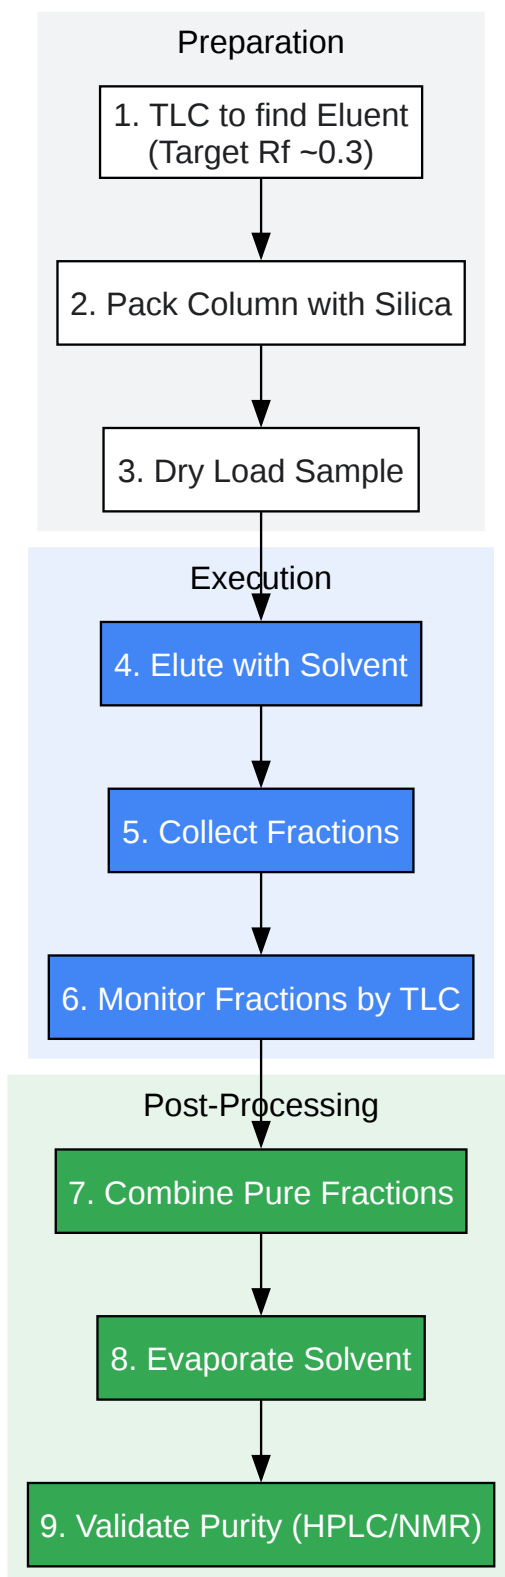 Preparation
1. TLC to find Eluent
(Target Rf ~0.3)
2. Pack Column with Silica
3. Dry Load Sample
Execution
4. Elute with Solvent
5. Collect Fractions
6. Monitor Fractions by TLC
Post-Processing
7. Combine Pure Fractions
8. Evaporate Solvent
9. Validate Purity (HPLC/NMR)